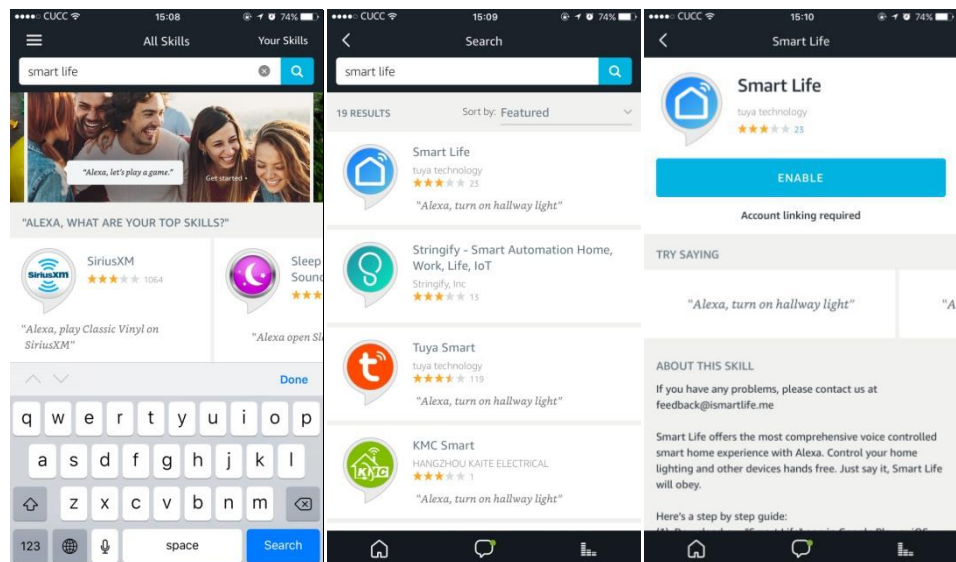 CUCC 15:08 74%
All Skills Your Skills
smart life
"Alexa, let's play a game."
Get started
"ALEXA, WHAT ARE YOUR TOP SKILLS?"
SiriusXM
SiriusXM
1064
"Alexa, play Classic Vinyl on
SiriusXM"
Sleep
Sound
"Alexa open Sl
Done
q w e r t y u i o p
a s d f g h j k l
z x c v b n m
123 space Search
CUCC 15:09 74%
Search
smart life
19 RESULTS Sort by: Featured
Smart Life
tuya technology
23
"Alexa, turn on hallway light"
Stringify - Smart Automation Home,
Work, Life, IoT
Stringify, Inc
13
Tuya Smart
tuya technology
119
"Alexa, turn on hallway light"
KMC
KMC Smart
HANGZHOU KAITE ELECTRICAL
1
"Alexa, turn on hallway light"
CUCC 15:10 74%
Smart Life
Smart Life
tuya technology
23
ENABLE
Account linking required
TRY SAYING
"Alexa, turn on hallway light"
"A
ABOUT THIS SKILL
If you have any problems, please contact us at
feedback@ismartlife.me
Smart Life offers the most comprehensive voice controlled
smart home experience with Alexa. Control your home
lighting and other devices hands free. Just say it, Smart Life
will obey.
Here's a step by step guide: